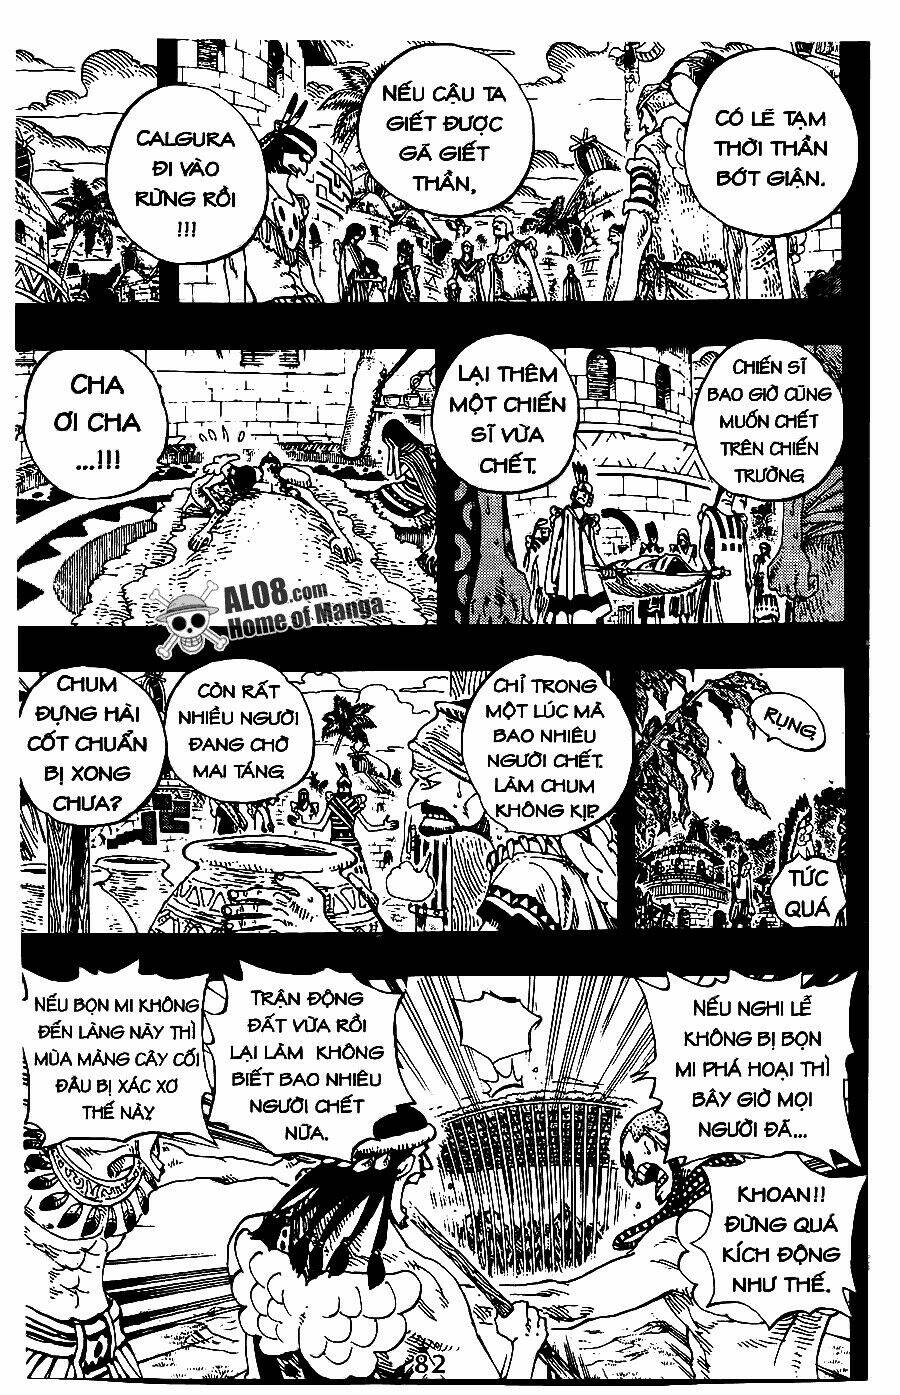 CÓ LẼ TẠM
THỜI THẦN
BỚT GIẬN.
NẾU CẬU TA
GIẾT ĐƯỢC
GÃ GIẾT
THẦN,
CALGURA
ĐI VÀO
RỪNG RỒI
!!!
CHIẾN SĨ
BAO GIỜ CŨNG
MUỐN CHẾT
TRÊN CHIẾN
TRƯỜNG
LẠI THÊM
MỘT CHIẾN
SĨ VỪA
CHẾT.
CHA
ƠI CHA
...!!!
AL08.com
Home of Manga
RỤNG
TỨC
QUÁ
CHỈ TRONG
MỘT LÚC MÀ
BAO NHIÊU
NGƯỜI CHẾT.
LÀM CHUM
KHÔNG KỊP.
CÒN RẤT
NHIỀU NGƯỜI
ĐANG CHỜ
MAI TÁNG.
CHUM
ĐỰNG HÀI
CỐT CHUẨN
BỊ XONG
CHƯA?
NẾU NGHI LỄ
KHÔNG BỊ BỌN
MI PHÁ HOẠI THÌ
BÂY GIỜ MỌI
NGƯỜI ĐÃ...
KHOAN!!
ĐỪNG QUÁ
KÍCH ĐỘNG
NHƯ THẾ.
TRẬN ĐỘNG
ĐẤT VỪA RỒI
LẠI LÀM KHÔNG
BIẾT BAO NHIÊU
NGƯỜI CHẾT
NỮA.
NẾU BỌN MI KHÔNG
ĐẾN LÀNG NÀY THÌ
MÙA MÀNG CÂY CỐI
ĐÂU BỊ XÁC XƠ
THẾ NÀY.
82